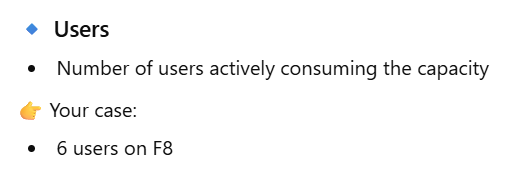 🔹 Users
• Number of users actively consuming the capacity
👉 Your case:
• 6 users on F8